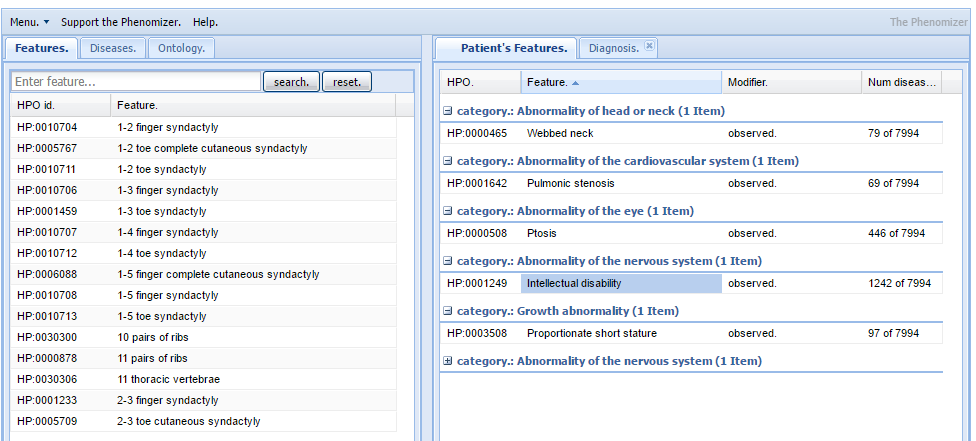 Menu. Support the Phenomizer. Help. The Phenomizer
Features. Diseases. Ontology.
Enter feature... search. reset.
HPO id. Feature.
HP:0010704 1-2 finger syndactyly
HP:0005767 1-2 toe complete cutaneous syndactyly
HP:0010711 1-2 toe syndactyly
HP:0010706 1-3 finger syndactyly
HP:0001459 1-3 toe syndactyly
HP:0010707 1-4 finger syndactyly
HP:0010712 1-4 toe syndactyly
HP:0006088 1-5 finger complete cutaneous syndactyly
HP:0010708 1-5 finger syndactyly
HP:0010713 1-5 toe syndactyly
HP:0030300 10 pairs of ribs
HP:0000878 11 pairs of ribs
HP:0030306 11 thoracic vertebrae
HP:0001233 2-3 finger syndactyly
HP:0005709 2-3 toe cutaneous syndactyly
Patient's Features. Diagnosis.
HPO. Feature. Modifier. Num diseas...
category.: Abnormality of head or neck (1 Item)
HP:0000465 Webbed neck observed. 79 of 7994
category.: Abnormality of the cardiovascular system (1 Item)
HP:0001642 Pulmonic stenosis observed. 69 of 7994
category.: Abnormality of the eye (1 Item)
HP:0000508 Ptosis observed. 446 of 7994
category.: Abnormality of the nervous system (1 Item)
HP:0001249 Intellectual disability observed. 1242 of 7994
category.: Growth abnormality (1 Item)
HP:0003508 Proportionate short stature observed. 97 of 7994
category.: Abnormality of the nervous system (1 Item)